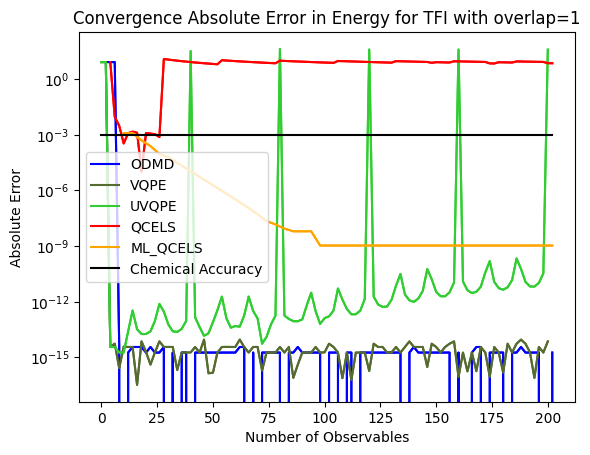 Convergence Absolute Error in Energy for TFI with overlap=1
Absolute Error
10⁰
10⁻³
10⁻⁶
10⁻⁹
10⁻¹²
10⁻¹⁵
ODMD
VQPE
UVQPE
QCELS
ML_QCELS
Chemical Accuracy
0 25 50 75 100 125 150 175 200
Number of Observables